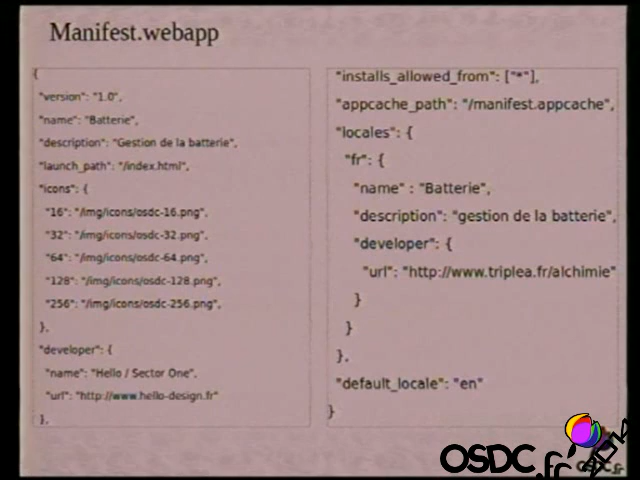 Manifest.webapp
{
"version": "1.0",
"name": "Batterie",
"description": "Gestion de la batterie",
"launch_path": "/index.html",
"icons": {
"16": "/img/icons/osdc-16.png",
"32": "/img/icons/osdc-32.png",
"64": "/img/icons/osdc-64.png",
"128": "/img/icons/osdc-128.png",
"256": "/img/icons/osdc-256.png",
},
"developer": {
"name": "Hello / Sector One",
"url": "http://www.hello-design.fr"
},
"installs_allowed_from": ["*"],
"appcache_path": "/manifest.appcache",
"locales": {
"fr": {
"name" : "Batterie",
"description": "gestion de la batterie",
"developer": {
"url": "http://www.triplea.fr/alchimie"
}
}
},
"default_locale": "en"
}
OSDC.fr
OSDC.fr